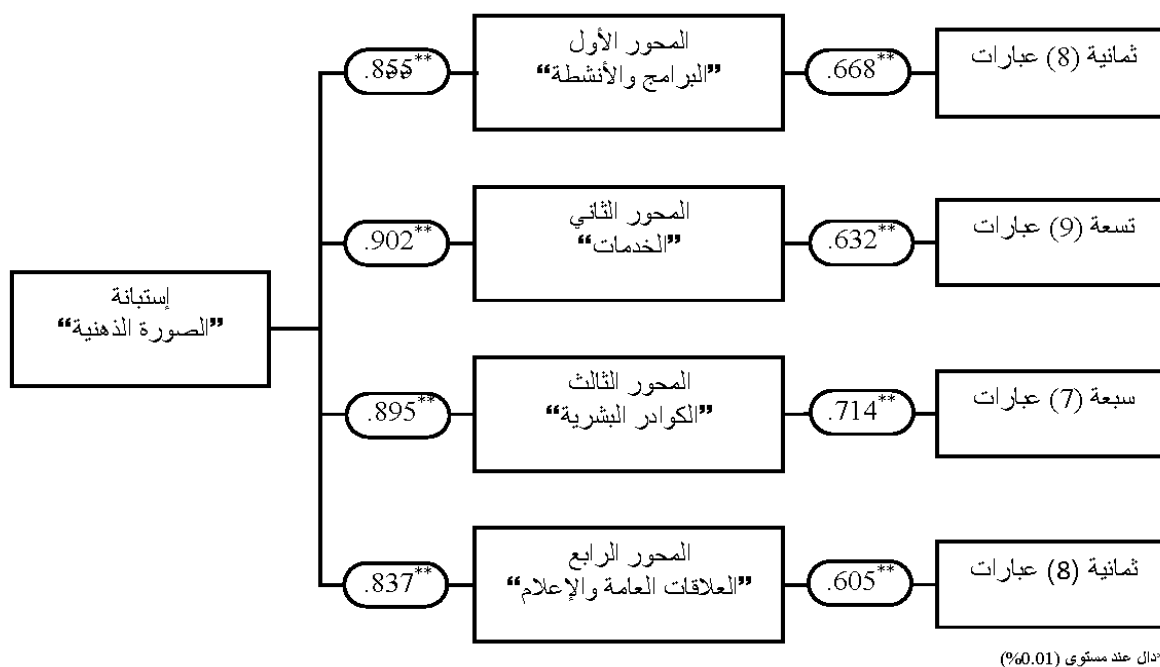 المحور الأول
”البرامج والأنشطة“
.855**
.668**
ثمانية (8) عبارات
المحور الثاني
”الخدمات“
.902**
.632**
تسعة (9) عبارات
إستبانة
”الصورة الذهنية“
المحور الثالث
”الكوادر البشرية“
.895**
.714**
سبعة (7) عبارات
المحور الرابع
”العلاقات العامة والإعلام“
.837**
.605**
ثمانية (8) عبارات
*دال عند مستوى (0.01%)